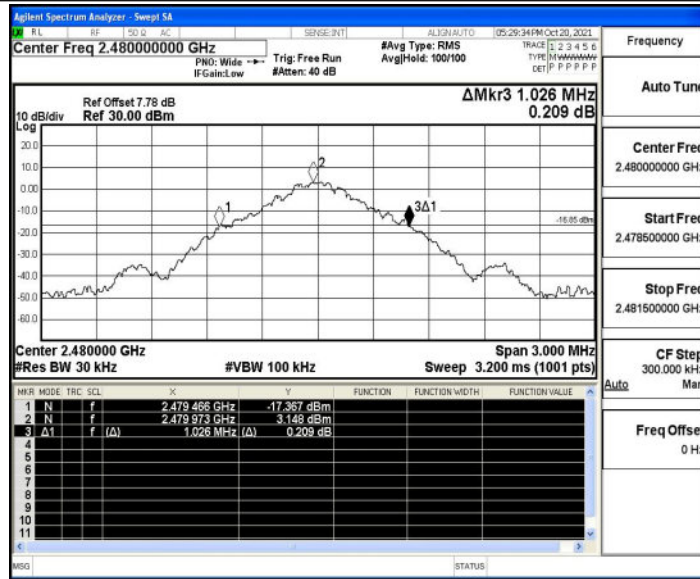 Agilent Spectrum Analyzer - Swept SA
RL RF 50 Ω AC SENSE:INT ALIGN AUTO 05:29:34 PM Oct 20, 2021
Center Freq 2.480000000 GHz
PNO: Wide
IFGain:Low
Trig: Free Run
#Atten: 40 dB
#Avg Type: RMS
Avg|Hold: 100/100
TRACE 1 2 3 4 5 6
TYPE MWWWWW
DET P P P P P P
Ref Offset 7.78 dB
10 dB/div Ref 30.00 dBm
Log
ΔMkr3 1.026 MHz
0.209 dB
20.0
10.0
0.00
-10.0
-20.0
-30.0
-40.0
-50.0
-60.0
1
2
3Δ1
-16.85 dBm
Center 2.480000 GHz Span 3.000 MHz
#Res BW 30 kHz #VBW 100 kHz Sweep 3.200 ms (1001 pts)
MKR MODE TRC SCL X Y FUNCTION FUNCTION WIDTH FUNCTION VALUE
1 N f 2.479 466 GHz -17.367 dBm
2 N f 2.479 973 GHz 3.148 dBm
3 Δ1 f (Δ) 1.026 MHz (Δ) 0.209 dB
4
5
6
7
8
9
10
11
MSG STATUS
Frequency
Auto Tune
Center Freq
2.480000000 GHz
Start Freq
2.478500000 GHz
Stop Freq
2.481500000 GHz
CF Step
300.000 kHz
Auto Man
Freq Offset
0 Hz